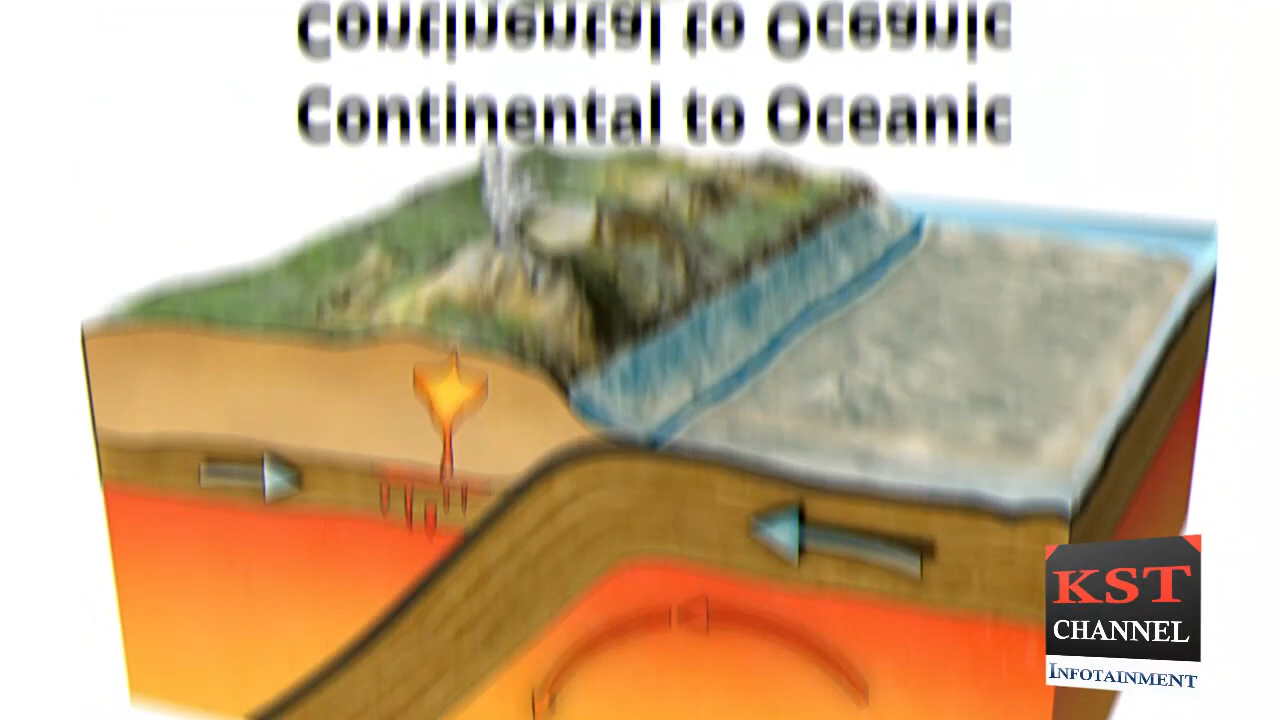 Continental to Oceanic
Continental to Oceanic
KST
CHANNEL
INFOTAINMENT